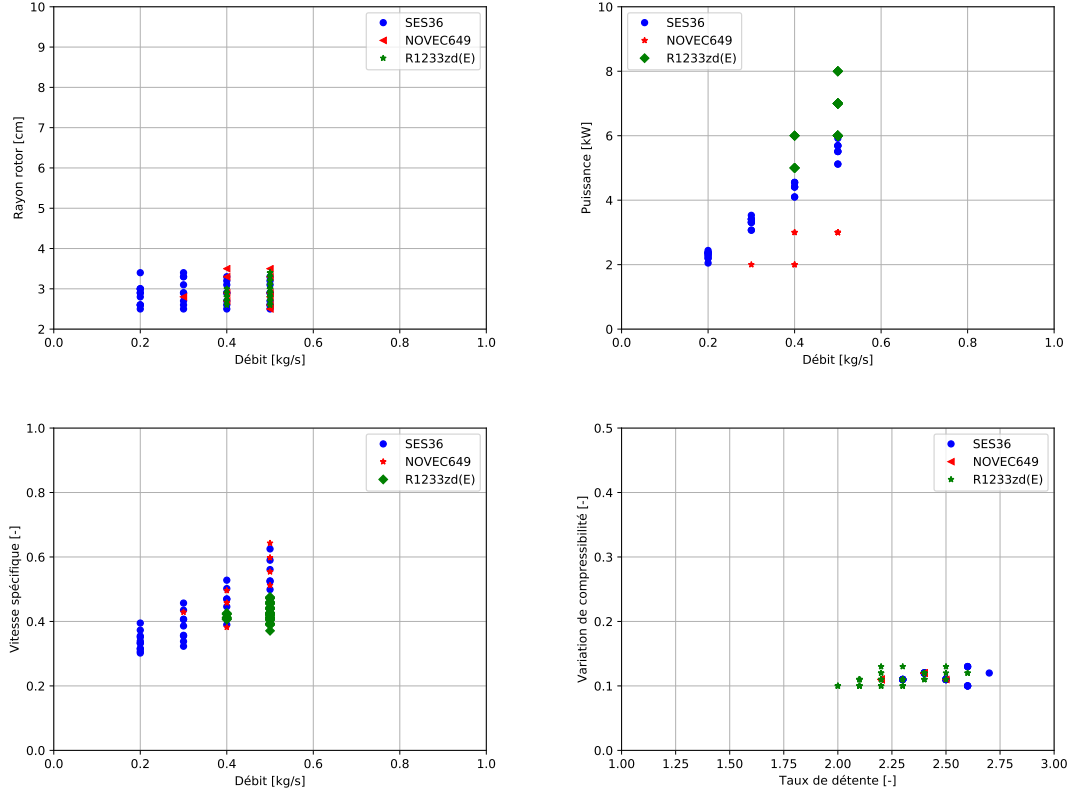 10
9
8
7
6
5
4
3
2
Rayon rotor [cm]
0.0
0.2
0.4
0.6
0.8
1.0
Débit [kg/s]
SES36
NOVEC649
R1233zd(E)
10
8
6
4
2
0
Puissance [kW]
0.0
0.2
0.4
0.6
0.8
1.0
Débit [kg/s]
SES36
NOVEC649
R1233zd(E)
1.0
0.8
0.6
0.4
0.2
0.0
Vitesse spécifique [-]
0.0
0.2
0.4
0.6
0.8
1.0
Débit [kg/s]
SES36
NOVEC649
R1233zd(E)
0.5
0.4
0.3
0.2
0.1
0.0
Variation de compressibilité [-]
1.00
1.25
1.50
1.75
2.00
2.25
2.50
2.75
3.00
Taux de détente [-]
SES36
NOVEC649
R1233zd(E)